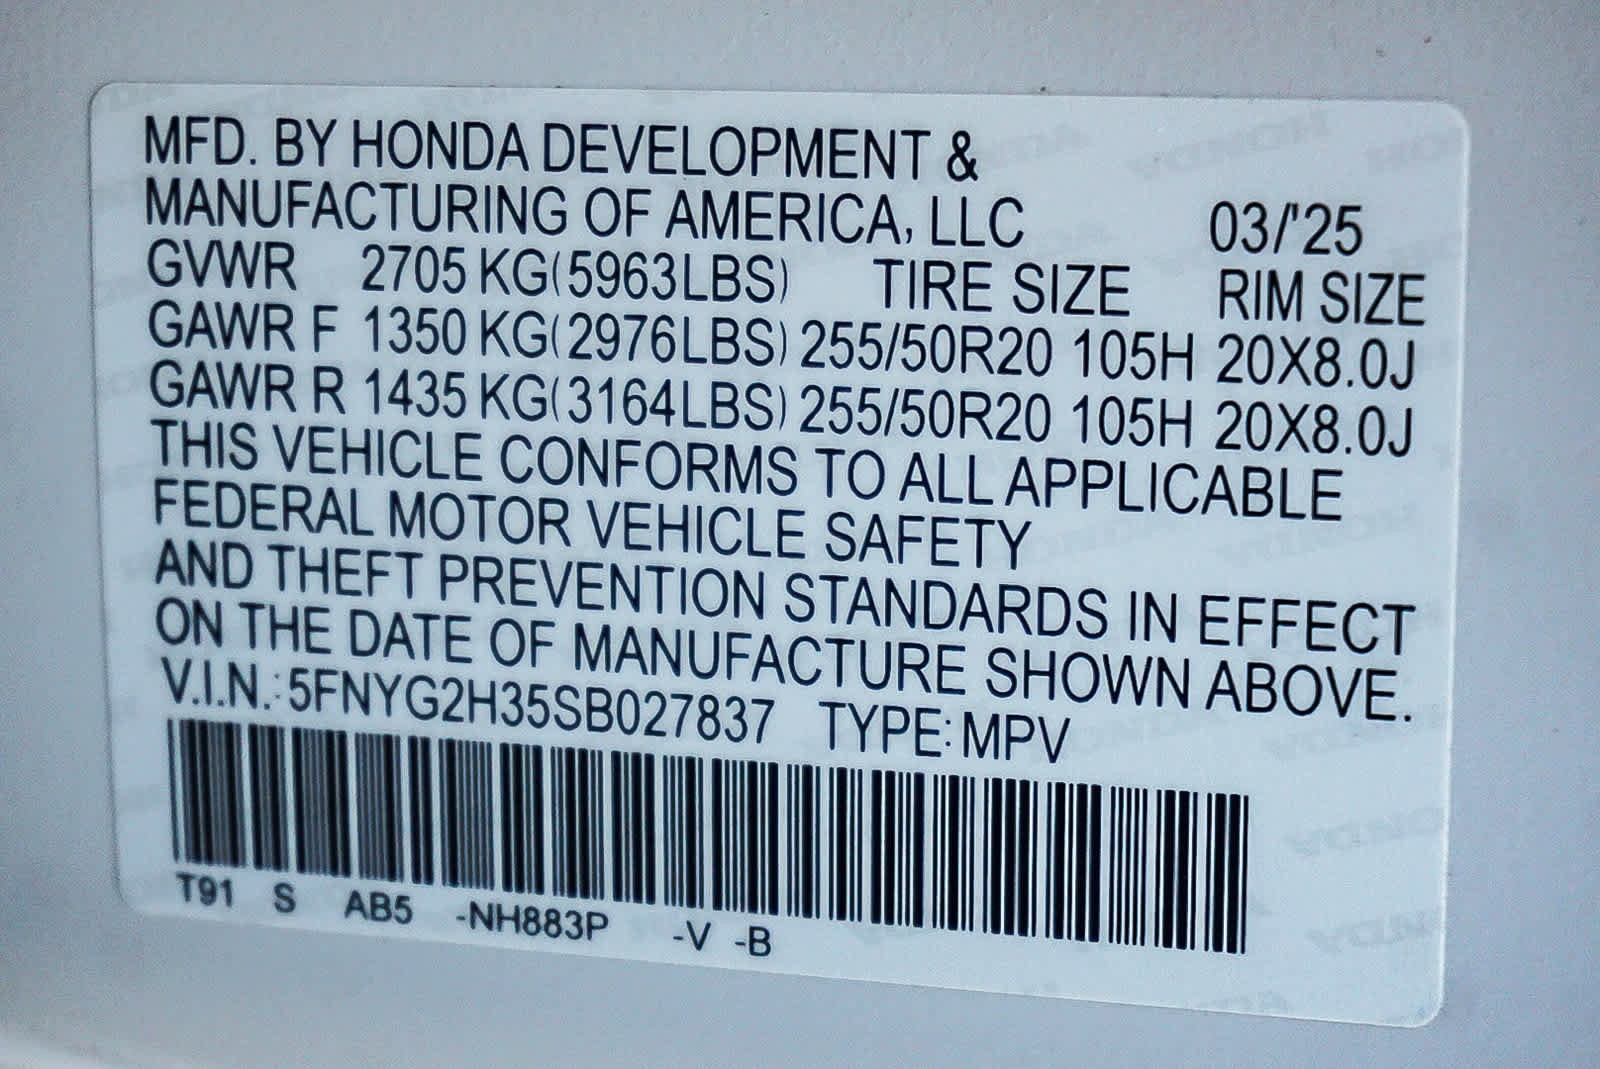 MFD. BY HONDA DEVELOPMENT &
MANUFACTURING OF AMERICA, LLC 03/'25
GVWR 2705 KG(5963LBS) TIRE SIZE RIM SIZE
GAWR F 1350 KG(2976LBS) 255/50R20 105H 20X8.0J
GAWR R 1435 KG(3164LBS) 255/50R20 105H 20X8.0J
THIS VEHICLE CONFORMS TO ALL APPLICABLE
FEDERAL MOTOR VEHICLE SAFETY
AND THEFT PREVENTION STANDARDS IN EFFECT
ON THE DATE OF MANUFACTURE SHOWN ABOVE.
V.I.N.:5FNYG2H35SB027837 TYPE:MPV
T91 S AB5 -NH883P -V -B